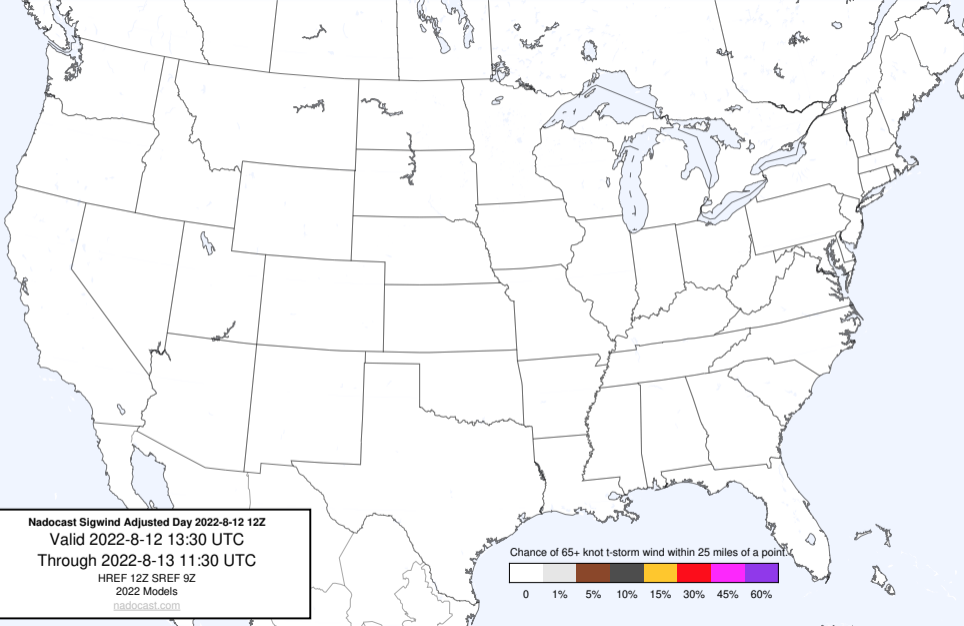 Nadocast Sigwind Adjusted Day 2022-8-12 12Z
Valid 2022-8-12 13:30 UTC
Through 2022-8-13 11:30 UTC
HREF 12Z SREF 9Z
2022 Models
nadocast.com
Chance of 65+ knot t-storm wind within 25 miles of a point.
0 1% 5% 10% 15% 30% 45% 60%